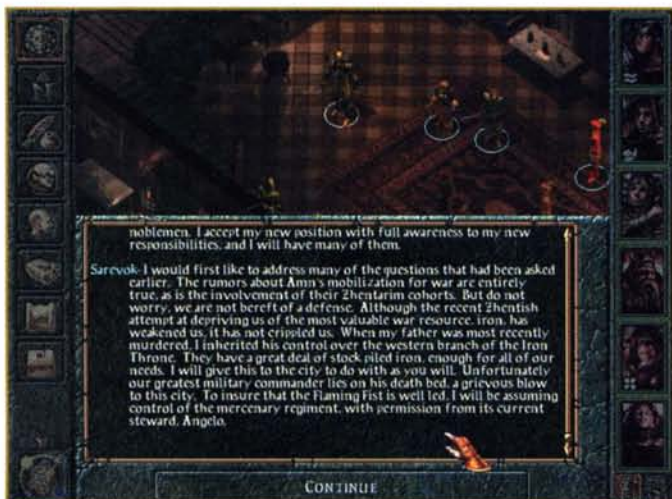 noblemen. I accept my new position with full awareness to my new
responsibilities, and I will have many of them.
Sarevok- I would first like to address many of the questions that had been asked
earlier. The rumors about Amn's mobilization for war are entirely
true, as is the involvement of their Zhentarim cohorts. But do not
worry, we are not bereft of a defense. Although the recent Zhentish
attempt at depriving us of the most valuable war resource, iron, has
weakened us, it has not crippled us. When my father was most recently
murdered, I inherited his control over the western branch of the Iron
Throne. They have a great deal of stock piled iron, enough for all of our
needs. I will give this to the city to do with as you will. Unfortunately
our greatest military commander lies on his death bed, a grievous blow
to this city. To insure that the Flaming Fist is well led, I will be assuming
control of the mercenary regiment, with permission from its current
steward, Angelo.
CONTINUE